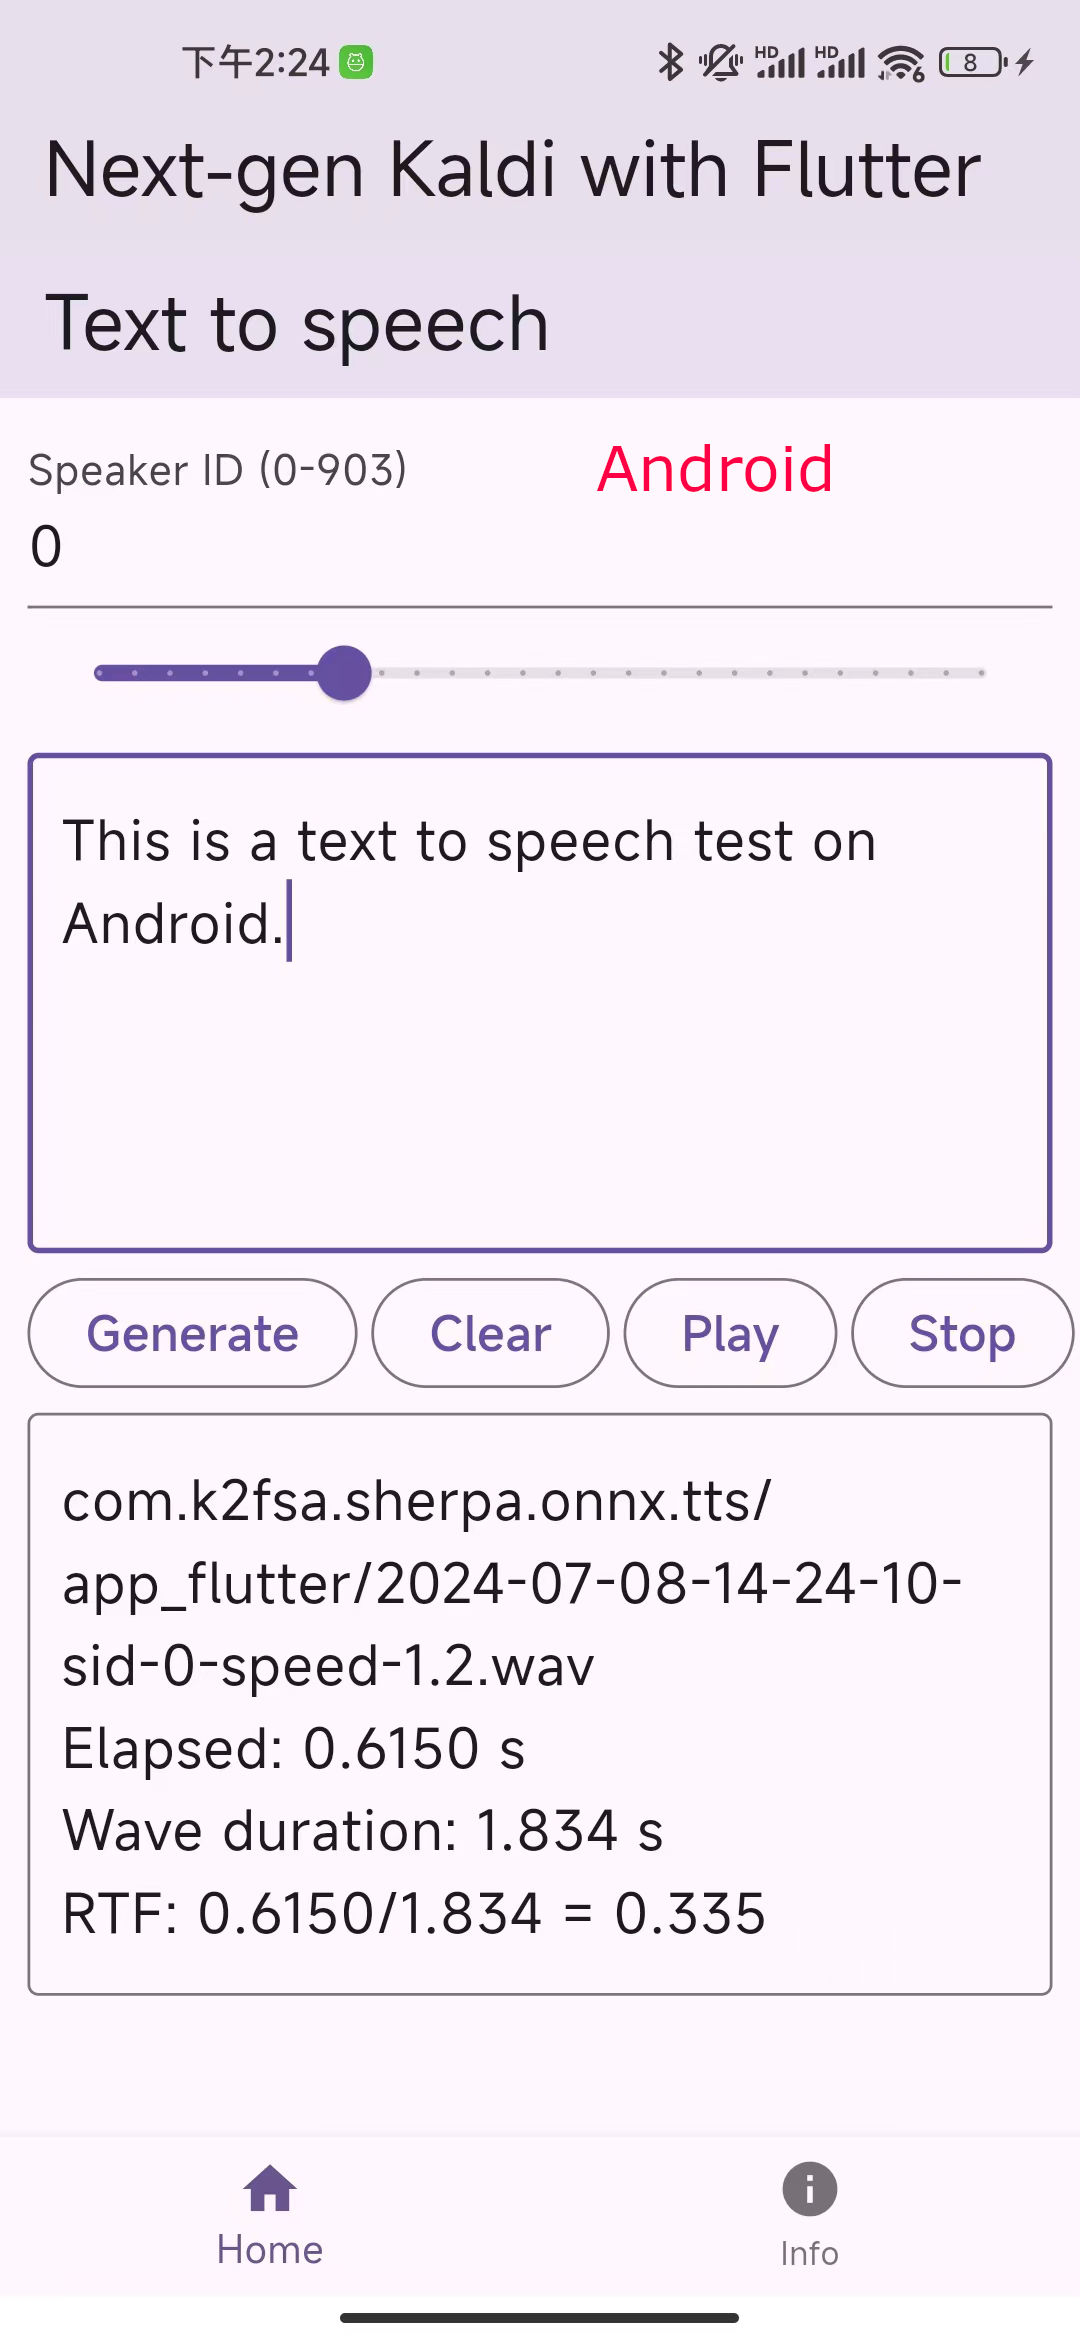 下午2:24
HD HD 6 8
Next-gen Kaldi with Flutter
Text to speech
Speaker ID (0-903)
Android
0
This is a text to speech test on
Android.
Generate Clear Play Stop
com.k2fsa.sherpa.onnx.tts/
app_flutter/2024-07-08-14-24-10-
sid-0-speed-1.2.wav
Elapsed: 0.6150 s
Wave duration: 1.834 s
RTF: 0.6150/1.834 = 0.335
Home Info